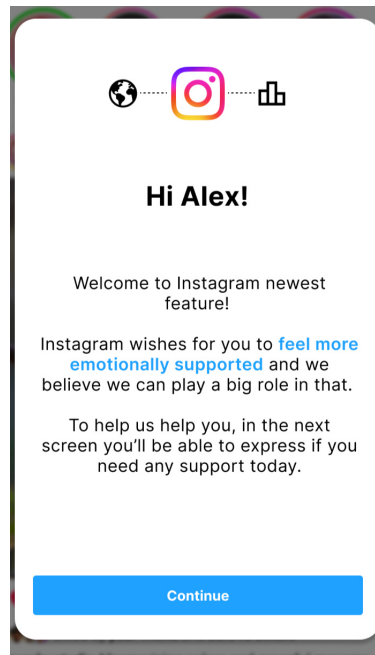 Hi Alex!
Welcome to Instagram newest
feature!
Instagram wishes for you to feel more
emotionally supported and we
believe we can play a big role in that.
To help us help you, in the next
screen you'll be able to express if you
need any support today.
Continue